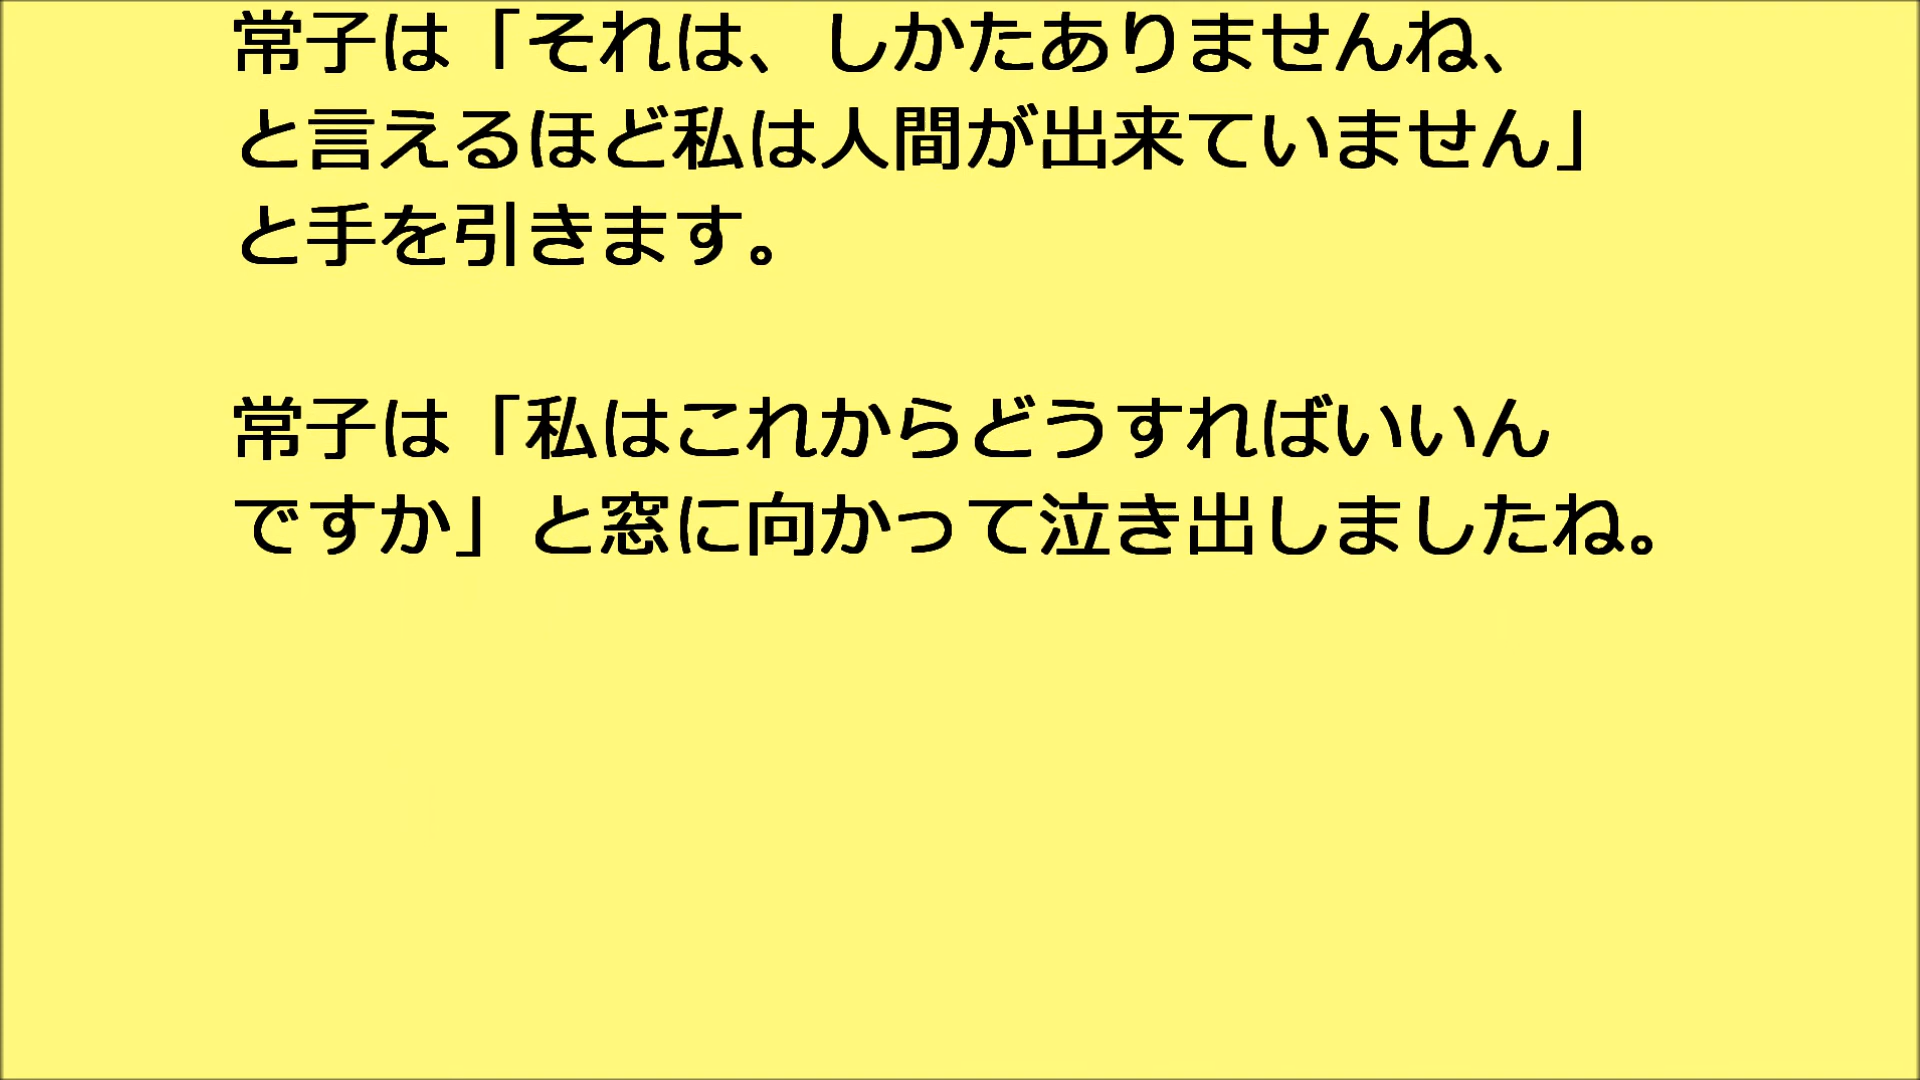 常子は「それは、しかたありませんね、
と言えるほど私は人間が出来ていません」
と手を引きます。
常子は「私はこれからどうすればいいん
ですか」と窓に向かって泣き出しましたね。